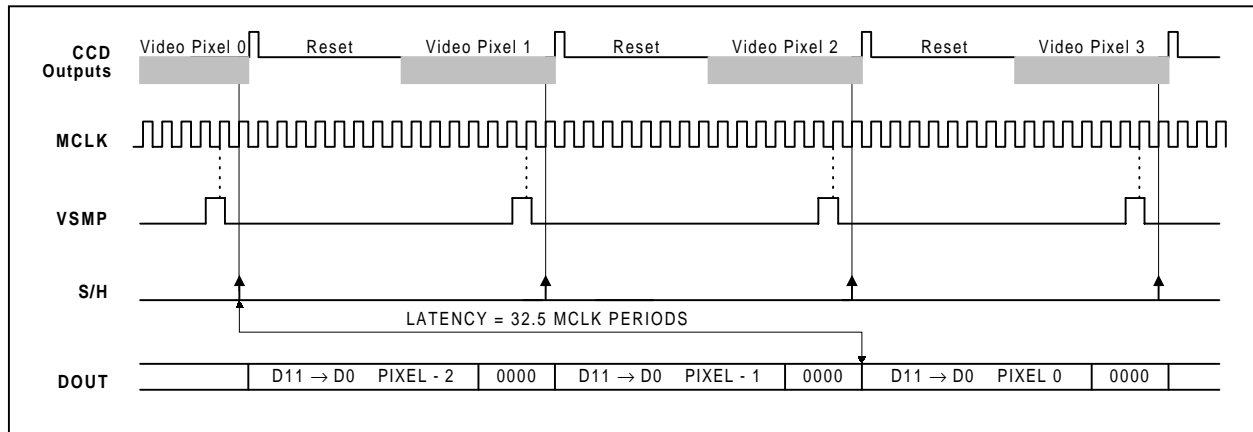 CCD Outputs
Video Pixel 0 Reset Video Pixel 1 Reset Video Pixel 2 Reset Video Pixel 3
MCLK
VSMP
S/H
LATENCY = 32.5 MCLK PERIODS
DOUT
D11 → D0 PIXEL - 2 0000 D11 → D0 PIXEL - 1 0000 D11 → D0 PIXEL 0 0000